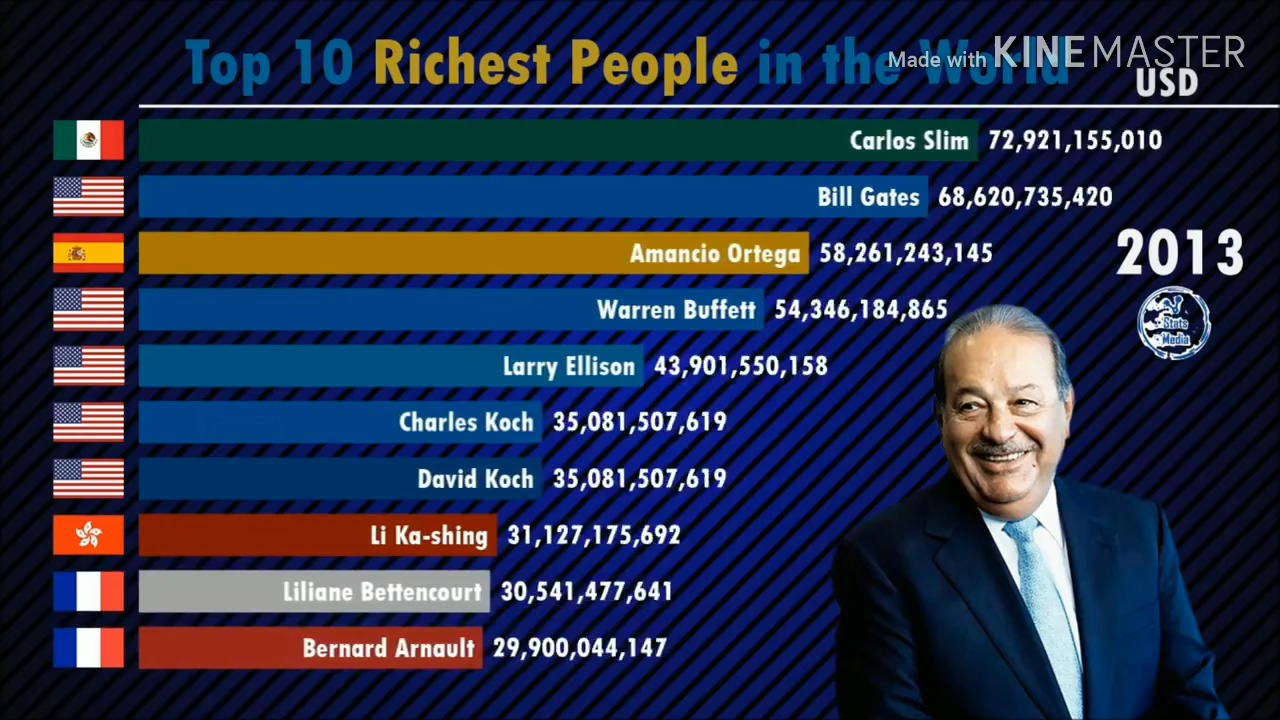 Top 10 Richest People in the World
Made with KINEMASTER
USD
Carlos Slim 72,921,155,010
Bill Gates 68,620,735,420
Amancio Ortega 58,261,243,145
2013
Warren Buffett 54,346,184,865
Stats
Media
Larry Ellison 43,901,550,158
Charles Koch 35,081,507,619
David Koch 35,081,507,619
Li Ka-shing 31,127,175,692
Liliane Bettencourt 30,541,477,641
Bernard Arnault 29,900,044,147